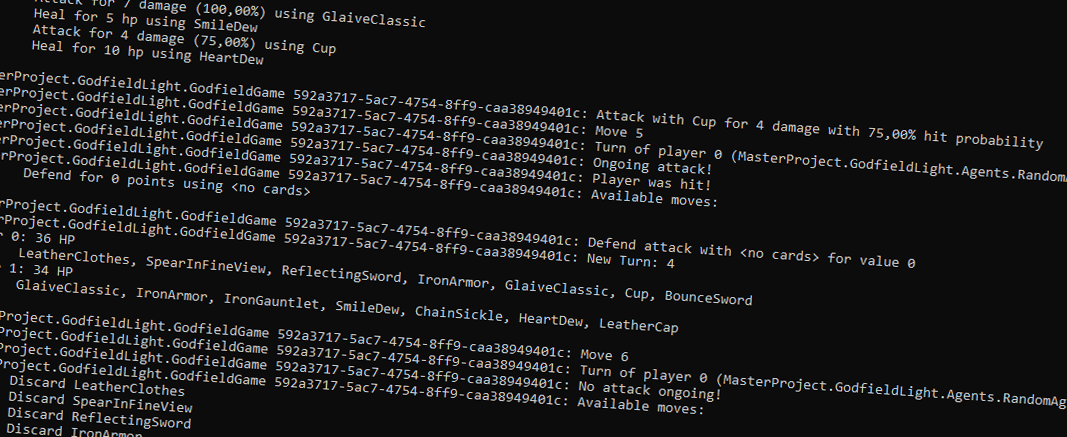 Attack for 7 damage (100,00%) using GlaiveClassic
Heal for 5 hp using SmileDew
Attack for 4 damage (75,00%) using Cup
Heal for 10 hp using HeartDew
erProject.GodfieldLight.GodfieldGame 592a3717-5ac7-4754-8ff9-caa38949401c: Attack with Cup for 4 damage with 75,00% hit probability
erProject.GodfieldLight.GodfieldGame 592a3717-5ac7-4754-8ff9-caa38949401c: Move 5
erProject.GodfieldLight.GodfieldGame 592a3717-5ac7-4754-8ff9-caa38949401c: Turn of player 0 (MasterProject.GodfieldLight.Agents.RandomA
erProject.GodfieldLight.GodfieldGame 592a3717-5ac7-4754-8ff9-caa38949401c: Ongoing attack!
erProject.GodfieldLight.GodfieldGame 592a3717-5ac7-4754-8ff9-caa38949401c: Player was hit!
rProject.GodfieldLight.GodfieldGame 592a3717-5ac7-4754-8ff9-caa38949401c: Available moves:
Defend for 0 points using <no cards>
rProject.GodfieldLight.GodfieldGame 592a3717-5ac7-4754-8ff9-caa38949401c: Defend attack with <no cards> for value 0
rProject.GodfieldLight.GodfieldGame 592a3717-5ac7-4754-8ff9-caa38949401c: New Turn: 4
r 0: 36 HP
LeatherClothes, SpearInFineView, ReflectingSword, IronArmor, GlaiveClassic, Cup, BounceSword
1: 34 HP
GlaiveClassic, IronArmor, IronGauntlet, SmileDew, ChainSickle, HeartDew, LeatherCap
Project.GodfieldLight.GodfieldGame 592a3717-5ac7-4754-8ff9-caa38949401c: Move 6
Project.GodfieldLight.GodfieldGame 592a3717-5ac7-4754-8ff9-caa38949401c: Turn of player 0 (MasterProject.GodfieldLight.Agents.RandomAg
Project.GodfieldLight.GodfieldGame 592a3717-5ac7-4754-8ff9-caa38949401c: No attack ongoing!
Project.GodfieldLight.GodfieldGame 592a3717-5ac7-4754-8ff9-caa38949401c: Available moves:
Discard LeatherClothes
Discard SpearInFineView
Discard ReflectingSword
Discard IronArmor